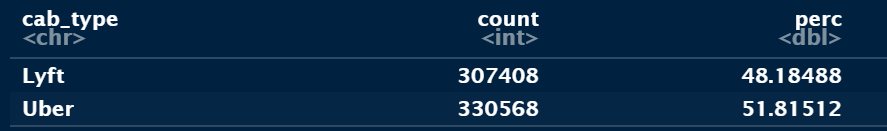 cab_type count perc
<chr> <int> <dbl>
Lyft 307408 48.18488
Uber 330568 51.81512